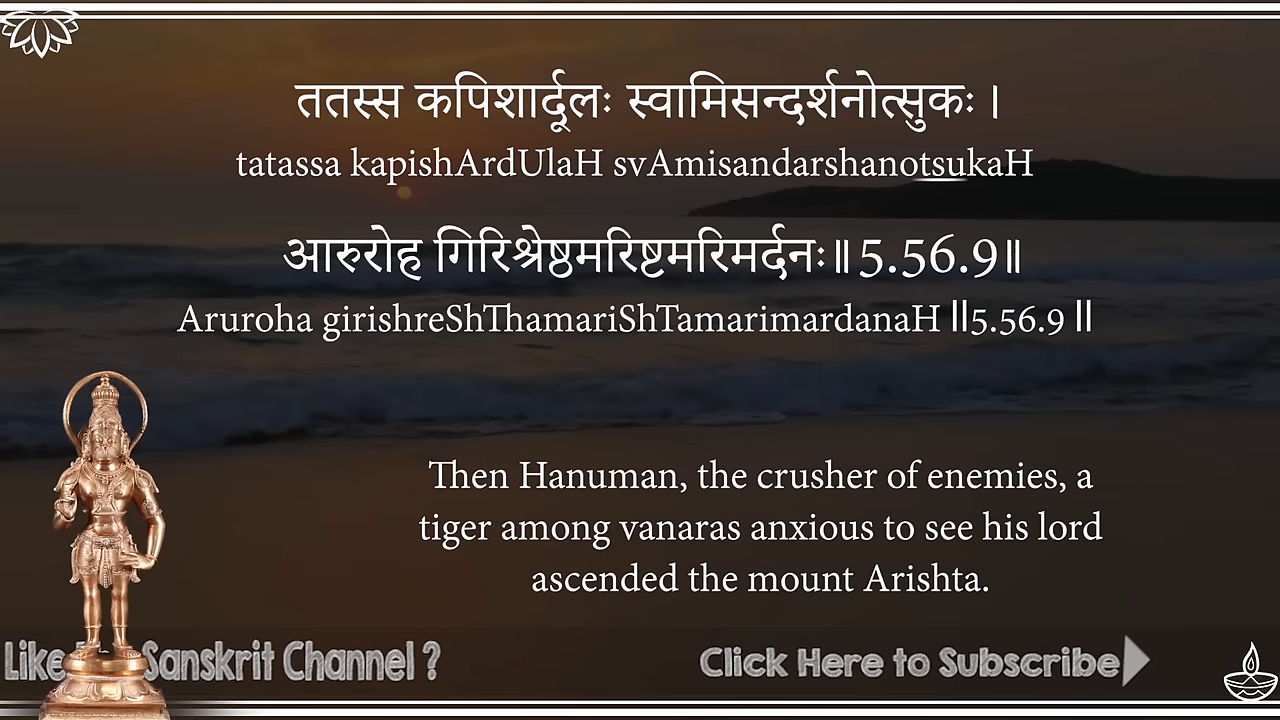 ततस्स कपिशार्दूलः स्वामिसन्दर्शनोत्सुकः ।
tatassa kapishArdUlaH svAmisandarshanotsukaH
आरुरोह गिरिश्रेष्ठमरिष्टमरिमर्दनः॥5.56.9॥
Aruroha girishreShThamariShTamarimardanaH ||5.56.9 ||
Then Hanuman, the crusher of enemies, a
tiger among vanaras anxious to see his lord
ascended the mount Arishta.
Like Sanskrit Channel ?
Click Here to Subscribe